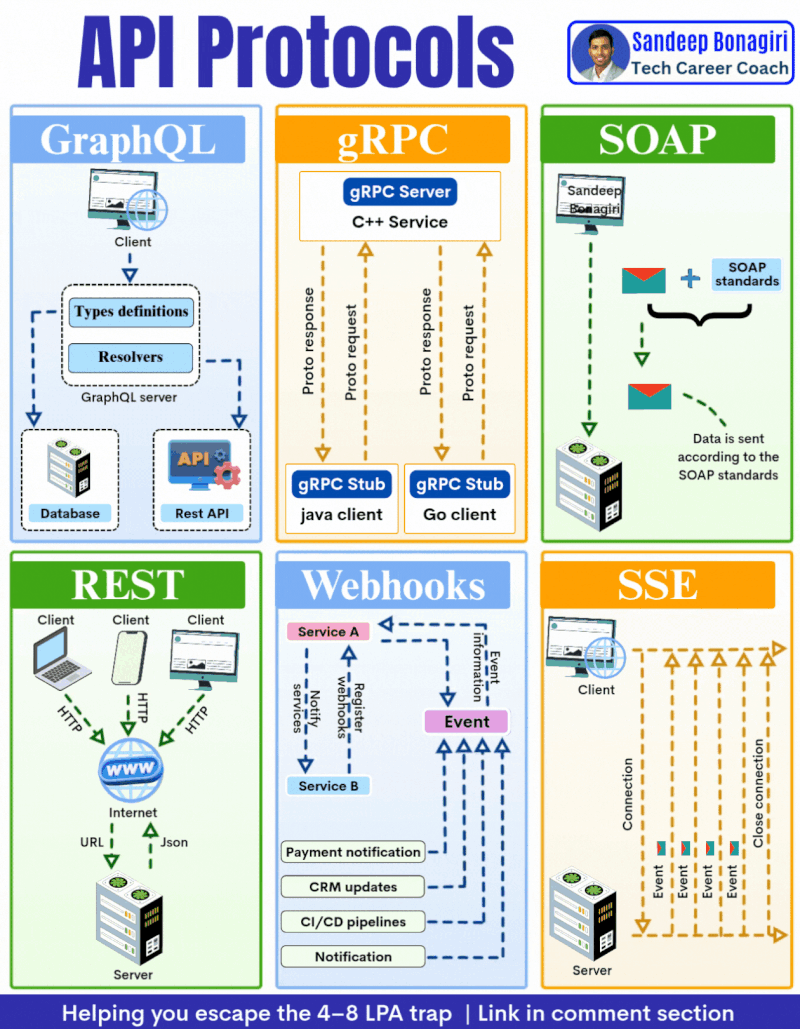 API Protocols
Sandeep Bonagiri
Tech Career Coach
GraphQL
Client
Types definitions
Resolvers
GraphQL server
Database
API
Rest API
gRPC
gRPC Server
C++ Service
Proto response
Proto request
Proto response
Proto request
gRPC Stub
java client
gRPC Stub
Go client
SOAP
Sandeep
Bonagiri
SOAP
standards
Data is sent
according to the
SOAP standards
REST
Client
Client
Client
HTTP
HTTP
HTTP
www
Internet
URL
Json
Server
Webhooks
Service A
Event
information
Notify
services
Register
webhooks
Event
Service B
Payment notification
CRM updates
CI/CD pipelines
Notification
SSE
Client
Connection
Event
Event
Event
Event
Close connection
Server
Helping you escape the 4–8 LPA trap | Link in comment section